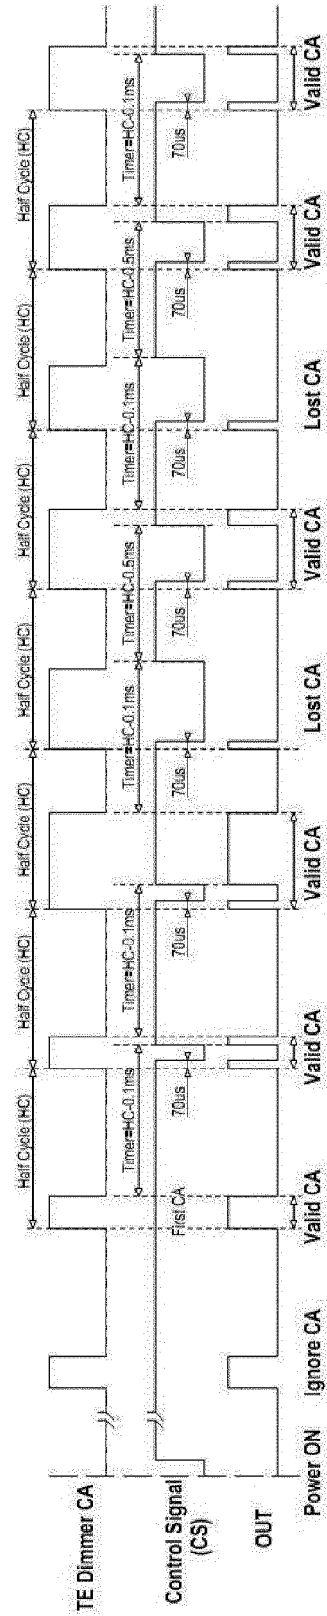 Half Cycle (HC) Half Cycle (HC) Half Cycle (HC) Half Cycle (HC) Half Cycle (HC) Half Cycle (HC) Half Cycle (HC)
TE Dimmer CA
Timer=HC-0.1ms Timer=HC-0.1ms Timer=HC-0.1ms Timer=HC-0.5ms Timer=HC-0.1ms Timer=HC-0.5ms Timer=HC-0.1ms
Control Signal
(CS)
First CA 70us 70us 70us 70us 70us 70us 70us
OUT
Power ON Ignore CA Valid CA Valid CA Valid CA Lost CA Valid CA Lost CA Valid CA Valid CA